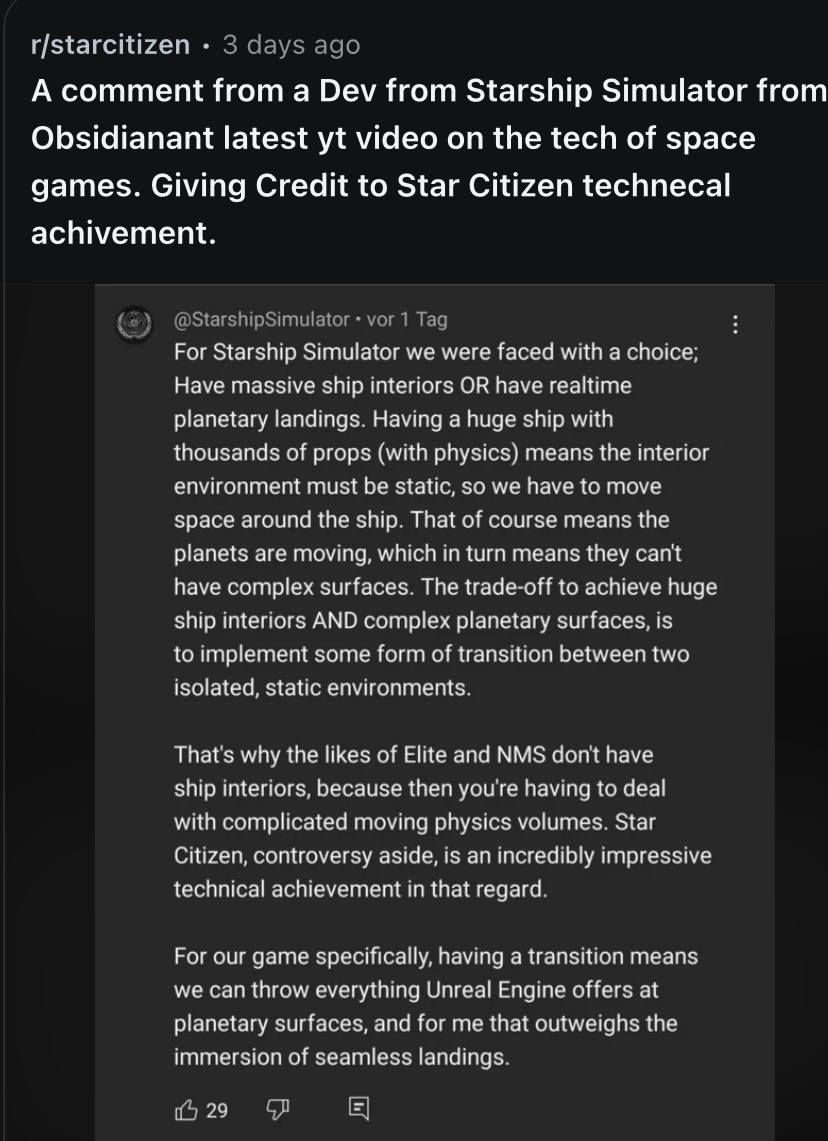 r/starcitizen • 3 days ago
A comment from a Dev from Starship Simulator from
Obsidianant latest yt video on the tech of space
games. Giving Credit to Star Citizen technecal
achivement.
@StarshipSimulator • vor 1 Tag
For Starship Simulator we were faced with a choice;
Have massive ship interiors OR have realtime
planetary landings. Having a huge ship with
thousands of props (with physics) means the interior
environment must be static, so we have to move
space around the ship. That of course means the
planets are moving, which in turn means they can't
have complex surfaces. The trade-off to achieve huge
ship interiors AND complex planetary surfaces, is
to implement some form of transition between two
isolated, static environments.
That's why the likes of Elite and NMS don't have
ship interiors, because then you're having to deal
with complicated moving physics volumes. Star
Citizen, controversy aside, is an incredibly impressive
technical achievement in that regard.
For our game specifically, having a transition means
we can throw everything Unreal Engine offers at
planetary surfaces, and for me that outweighs the
immersion of seamless landings.
29